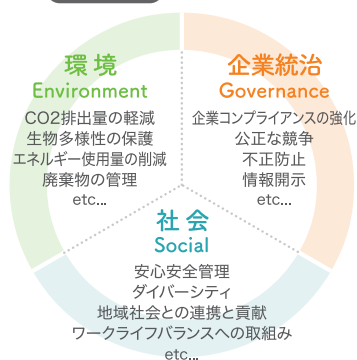 環境
Environment
CO2排出量の軽減
生物多様性の保護
エネルギー使用量の削減
廃棄物の管理
etc...
企業統治
Governance
企業コンプライアンスの強化
公正な競争
不正防止
情報開示
etc...
社会
Social
安心安全管理
ダイバーシティ
地域社会との連携と貢献
ワークライフバランスへの取組み
etc...